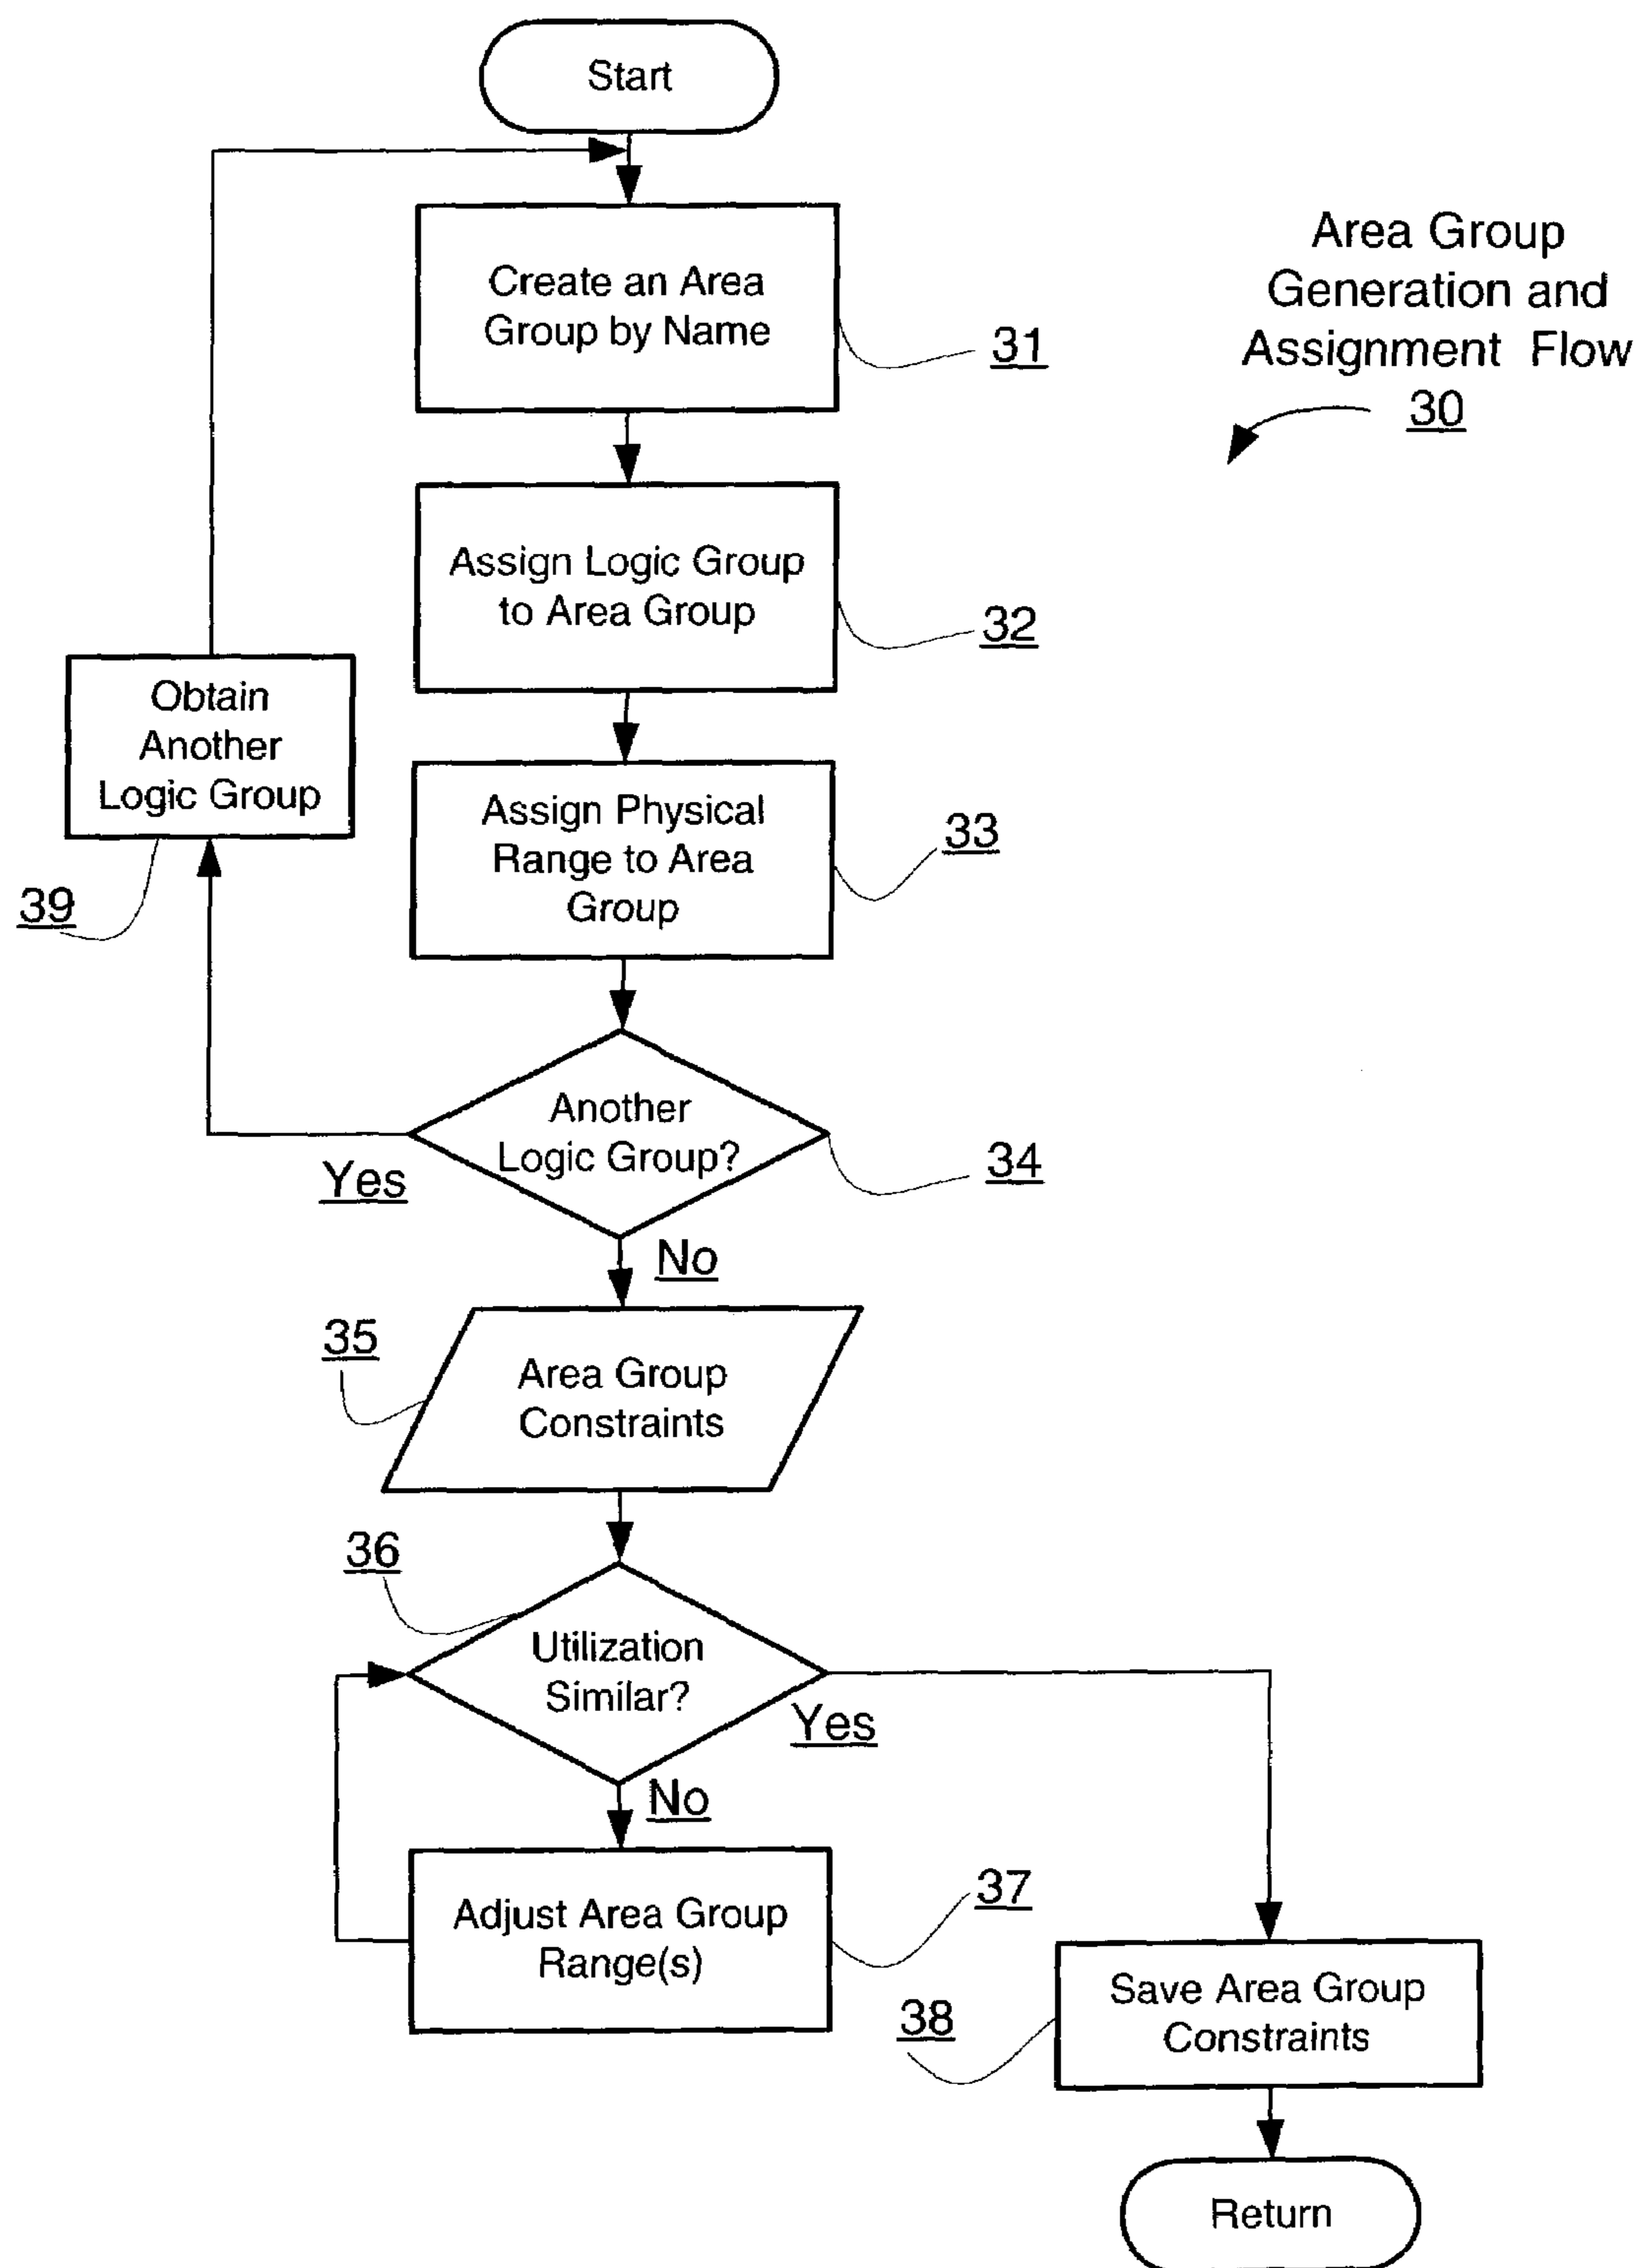 Start
Create an Area
Group by Name
31
Area Group
Generation and
Assignment Flow
30
Assign Logic Group
to Area Group
32
Obtain
Another
Logic Group
39
Assign Physical
Range to Area
Group
33
Another
Logic Group?
34
Yes
No
35
Area Group
Constraints
36
Utilization
Similar?
Yes
No
Adjust Area Group
Range(s)
37
38
Save Area Group
Constraints
Return